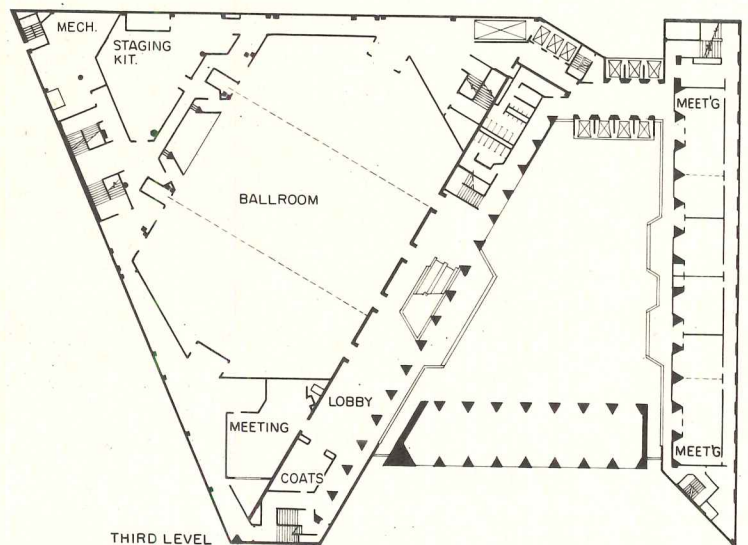 MECH.
STAGING
KIT.
MEET'G
BALLROOM
LOBBY
MEETING
MEET'G
COATS
THIRD LEVEL